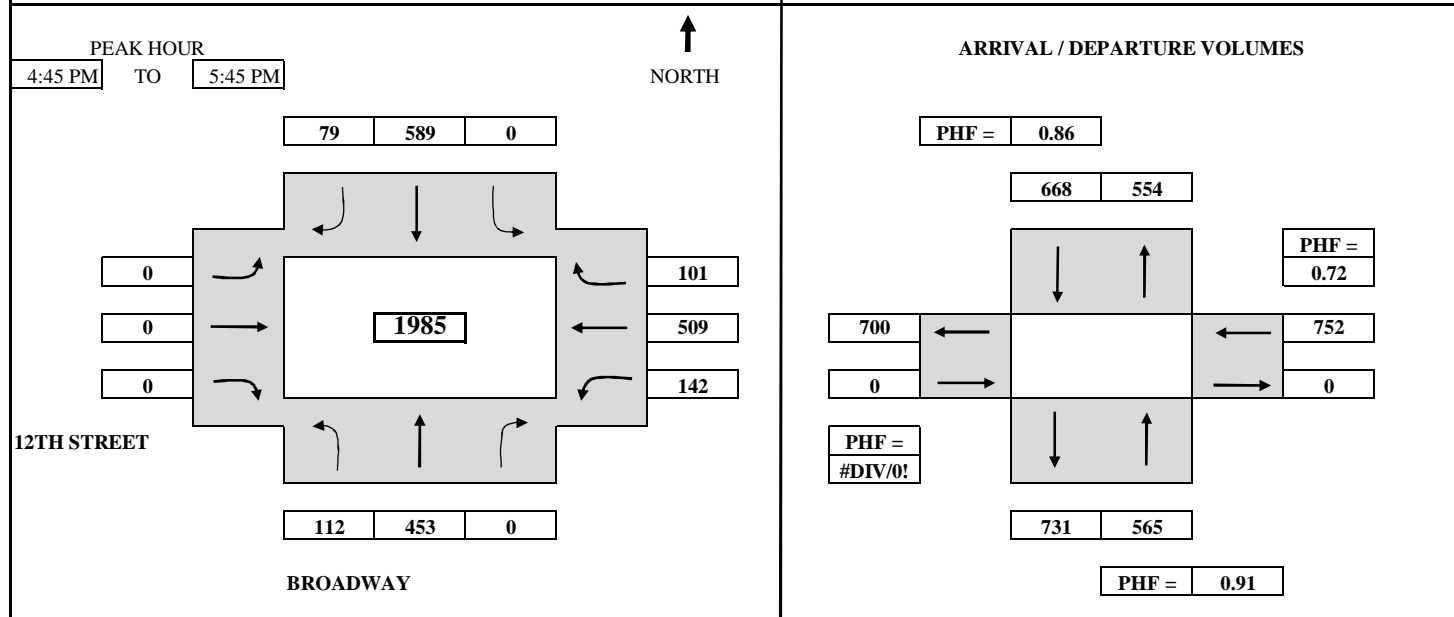 PEAK HOUR
4:45 PM TO 5:45 PM
NORTH
79 589 0
0 101
0 1985 509
0 142
12TH STREET
112 453 0
BROADWAY
ARRIVAL / DEPARTURE VOLUMES
PHF = 0.86
668 554
PHF =
0.72
700 752
0 0
PHF =
#DIV/0!
731 565
PHF = 0.91